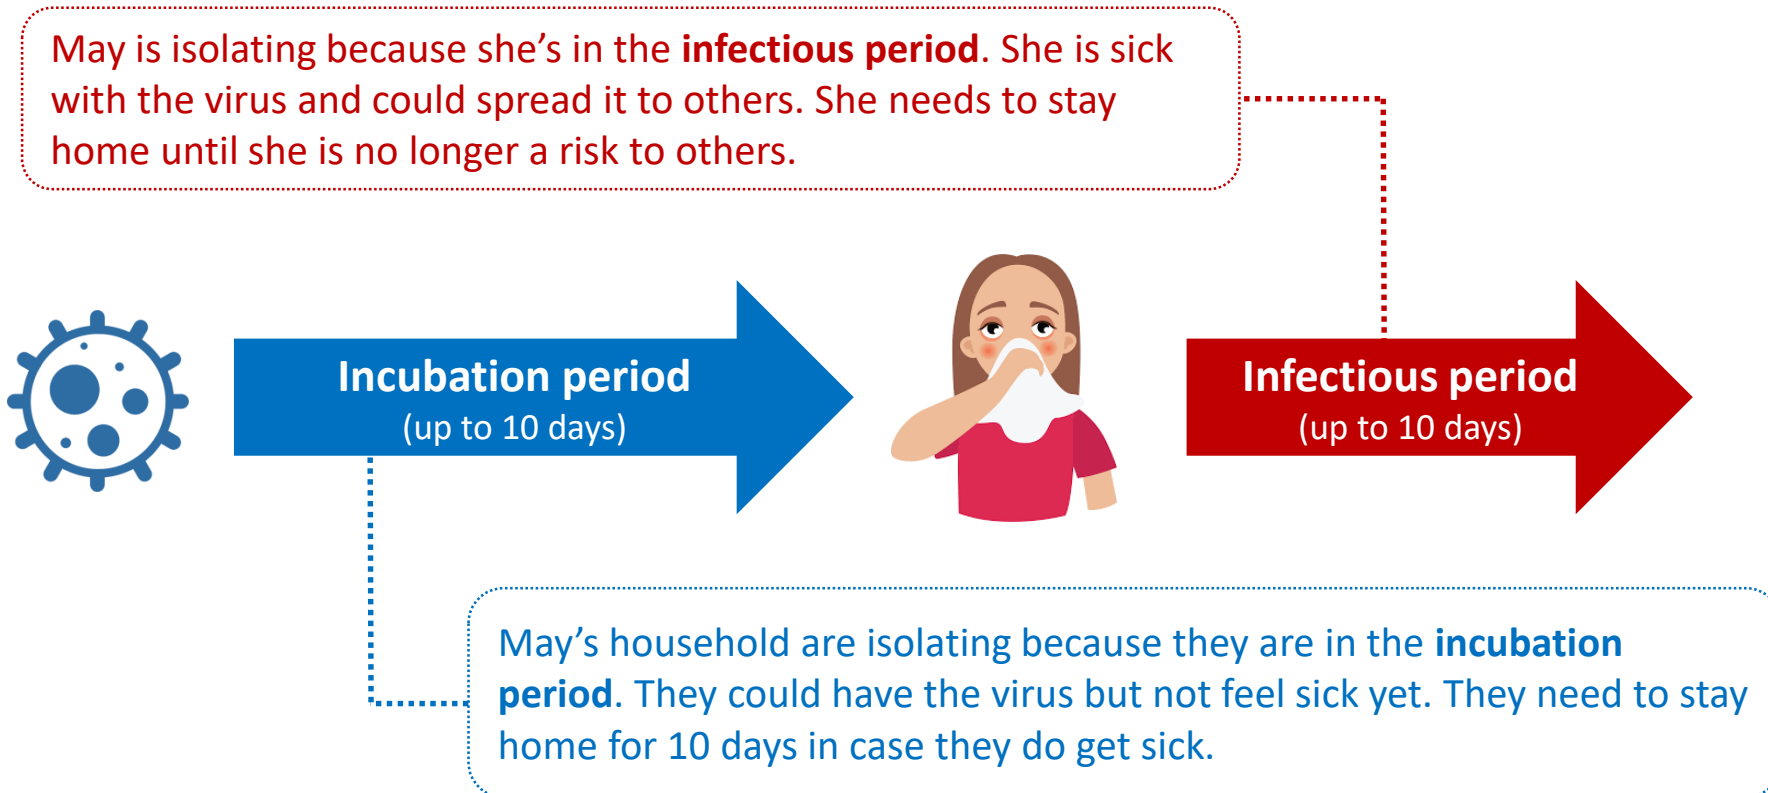 May is isolating because she’s in the infectious period. She is sick
with the virus and could spread it to others. She needs to stay
home until she is no longer a risk to others.
Incubation period
(up to 10 days)
Infectious period
(up to 10 days)
May’s household are isolating because they are in the incubation
period. They could have the virus but not feel sick yet. They need to stay
home for 10 days in case they do get sick.